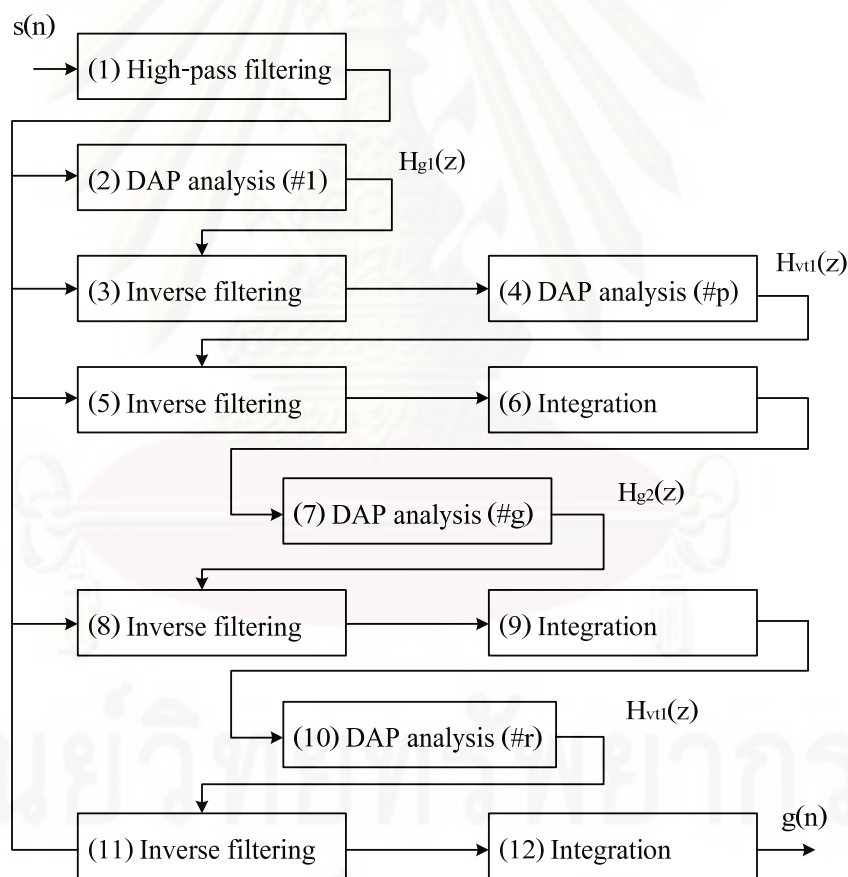 s(n)
(1) High-pass filtering
(2) DAP analysis (#1)
Hg1(z)
(3) Inverse filtering
(4) DAP analysis (#p)
Hvt1(z)
(5) Inverse filtering
(6) Integration
(7) DAP analysis (#g)
Hg2(z)
(8) Inverse filtering
(9) Integration
(10) DAP analysis (#r)
Hvt1(z)
(11) Inverse filtering
(12) Integration
g(n)